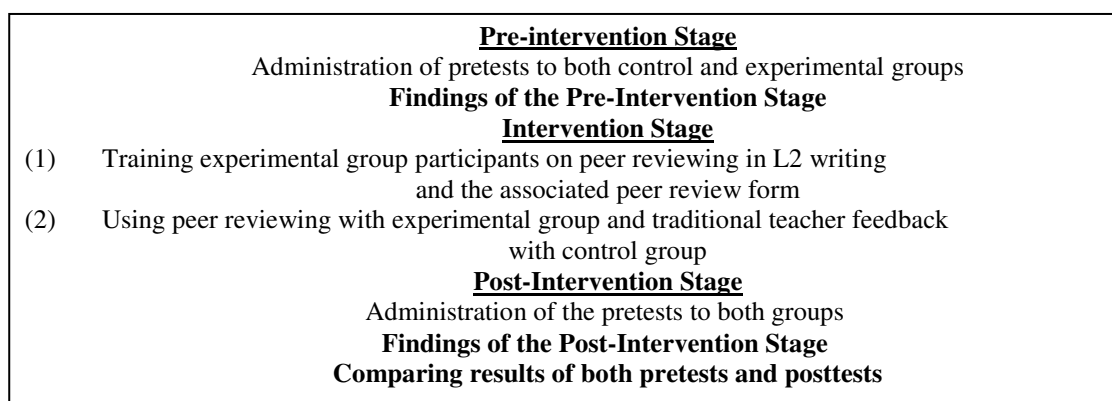 Pre-intervention Stage
Administration of pretests to both control and experimental groups
Findings of the Pre-Intervention Stage
Intervention Stage
(1) Training experimental group participants on peer reviewing in L2 writing
and the associated peer review form
(2) Using peer reviewing with experimental group and traditional teacher feedback
with control group
Post-Intervention Stage
Administration of the pretests to both groups
Findings of the Post-Intervention Stage
Comparing results of both pretests and posttests